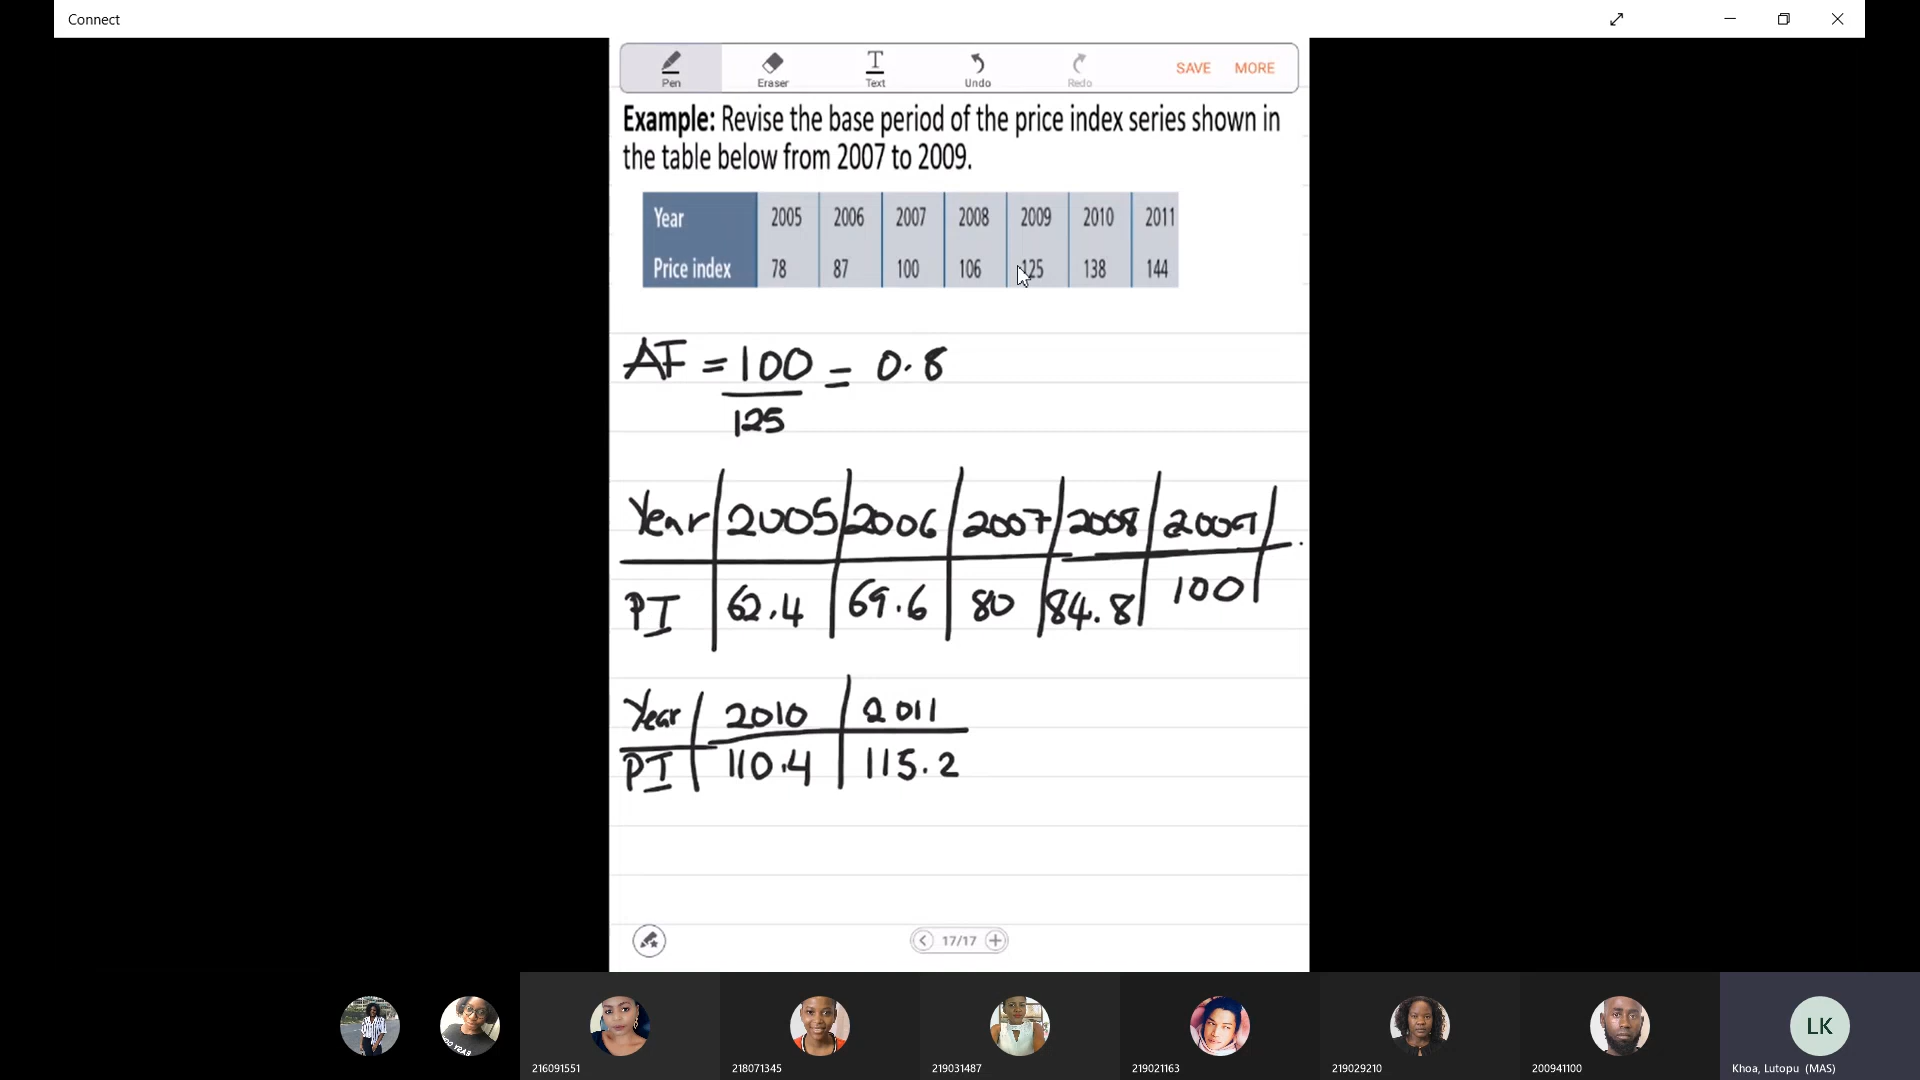 Connect
Pen Eraser Text Undo Redo SAVE MORE
Example: Revise the base period of the price index series shown in
the table below from 2007 to 2009.
Year 2005 2006 2007 2008 2009 2010 2011
Price index 78 87 100 106 125 138 144
AF = 100 = 0.8
125
Year 2005 2006 2007 2008 2009
PI 62.4 69.6 80 84.8 100
Year 2010 2011
PI 110.4 115.2
17/17
LK
216091551 218071345 219031487 219021163 219029210 200941100 Khoa, Lutopu (MAS)